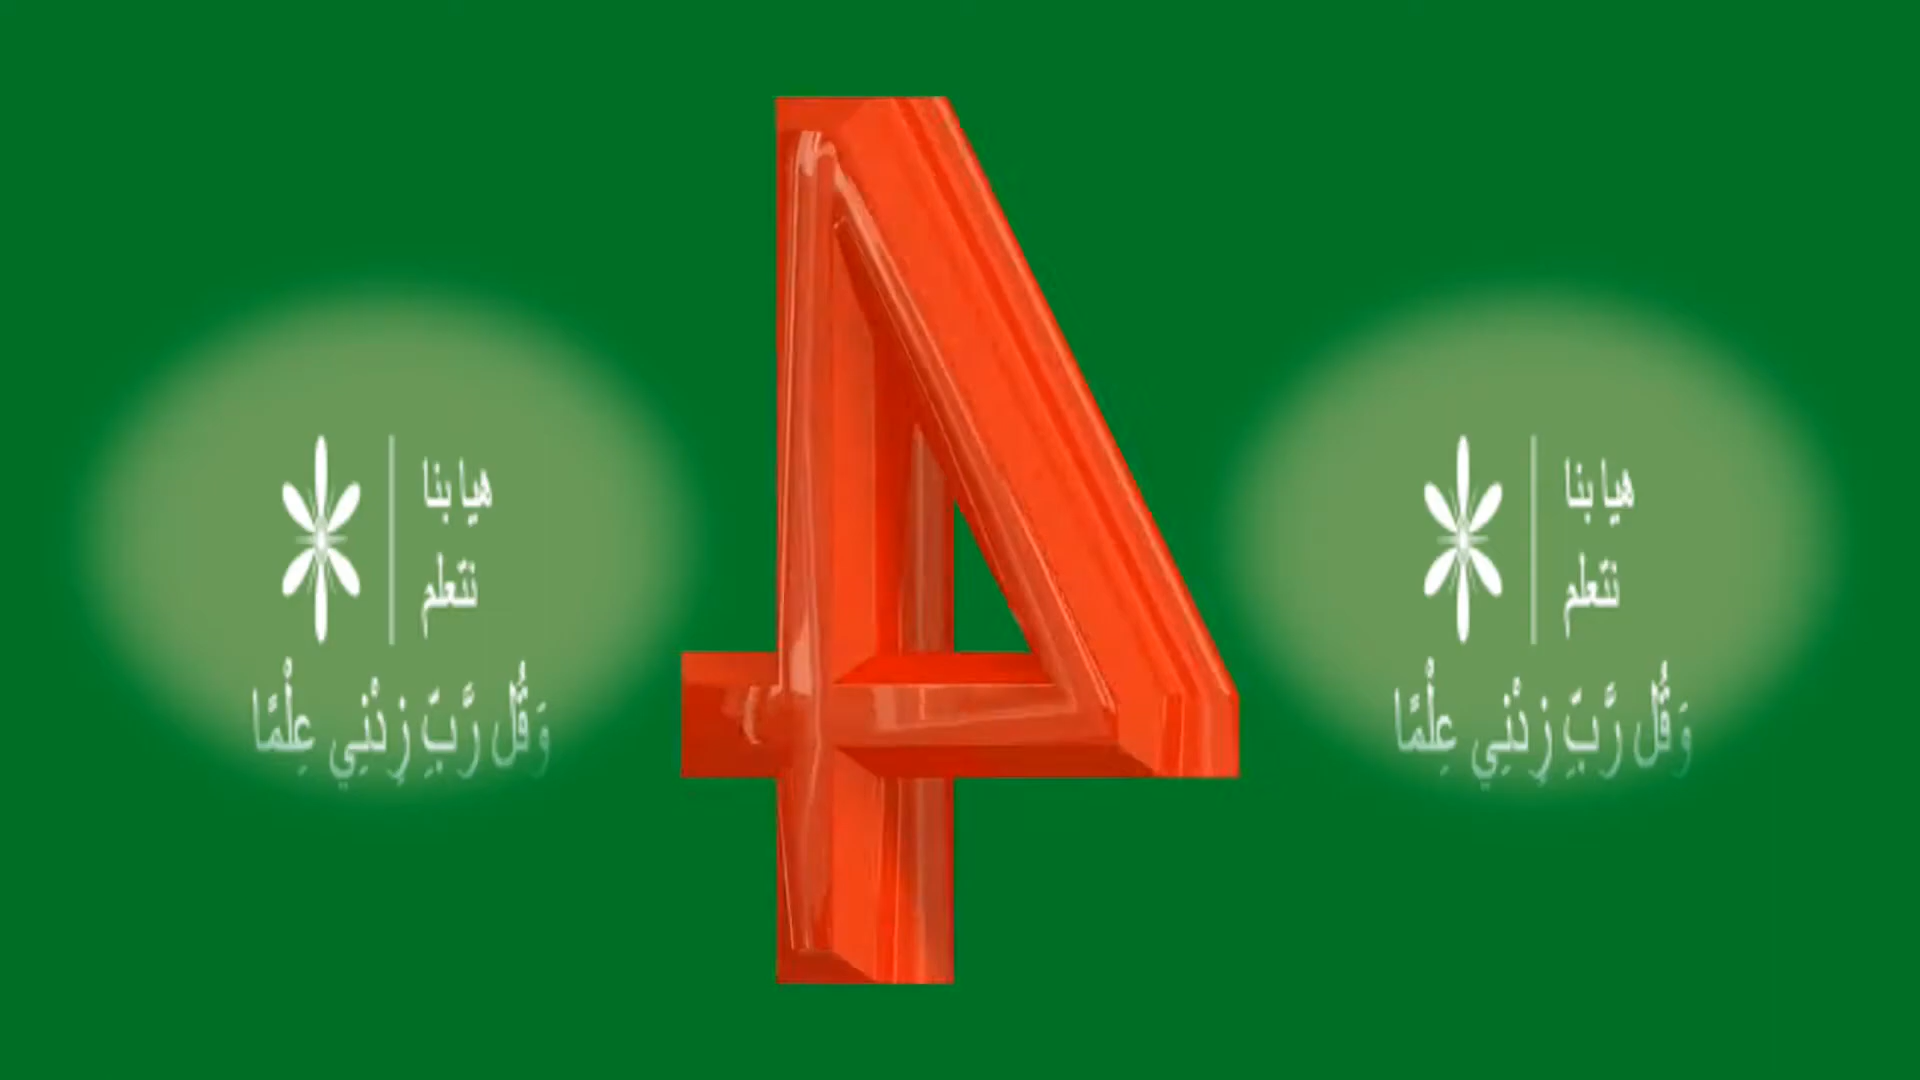 هيا بنا
نتعلم
وَقُل رَّبِّ زِدْنِي عِلْمًا
4
هيا بنا
نتعلم
وَقُل رَّبِّ زِدْنِي عِلْمًا